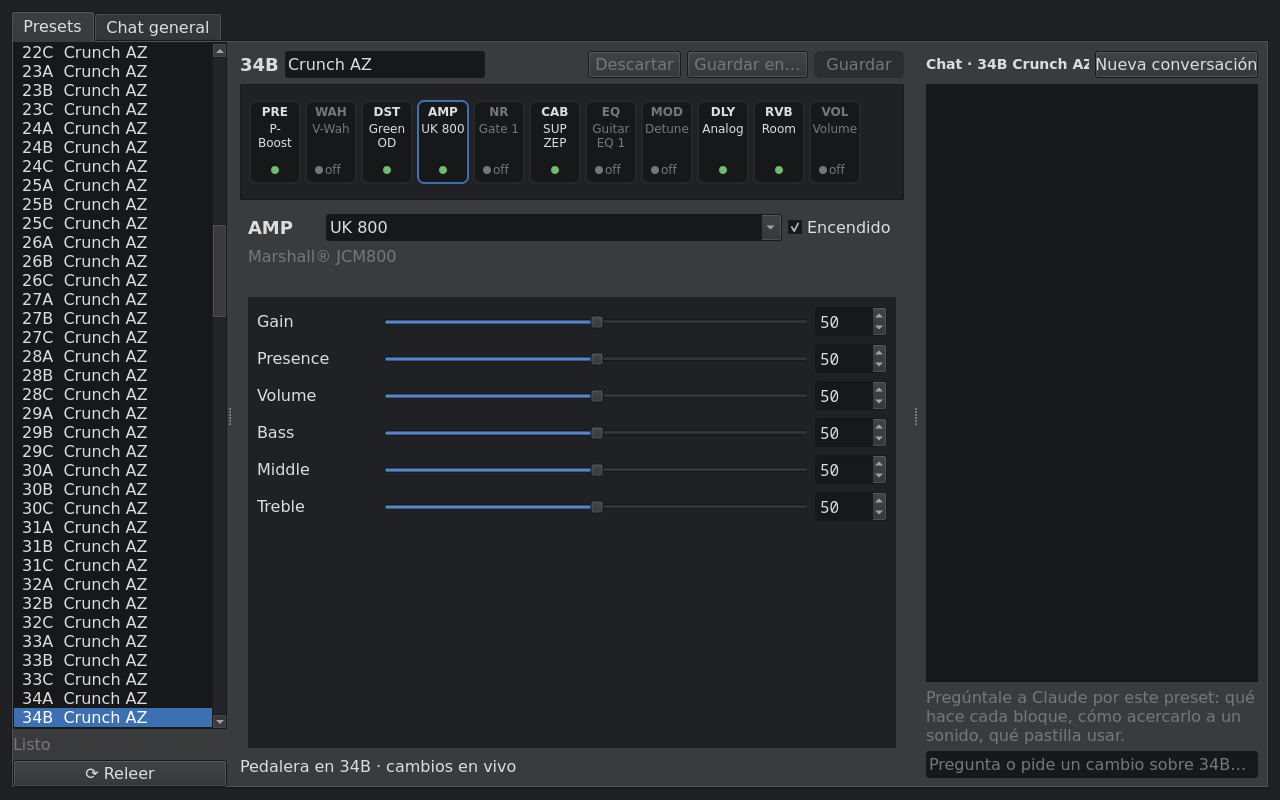 Presets
Chat general
22C Crunch AZ
23A Crunch AZ
23B Crunch AZ
23C Crunch AZ
24A Crunch AZ
24B Crunch AZ
24C Crunch AZ
25A Crunch AZ
25B Crunch AZ
25C Crunch AZ
26A Crunch AZ
26B Crunch AZ
26C Crunch AZ
27A Crunch AZ
27B Crunch AZ
27C Crunch AZ
28A Crunch AZ
28B Crunch AZ
28C Crunch AZ
29A Crunch AZ
29B Crunch AZ
29C Crunch AZ
30A Crunch AZ
30B Crunch AZ
30C Crunch AZ
31A Crunch AZ
31B Crunch AZ
31C Crunch AZ
32A Crunch AZ
32B Crunch AZ
32C Crunch AZ
33A Crunch AZ
33B Crunch AZ
33C Crunch AZ
34A Crunch AZ
34B Crunch AZ
Listo
⟳ Releer
34B Crunch AZ
Descartar
Guardar en...
Guardar
PRE
P-
Boost
WAH
V-Wah
off
DST
Green
OD
AMP
UK 800
NR
Gate 1
off
CAB
SUP
ZEP
EQ
Guitar
EQ 1
off
MOD
Detune
off
DLY
Analog
RVB
Room
VOL
Volume
off
AMP UK 800 Encendido
Marshall® JCM800
Gain 50
Presence 50
Volume 50
Bass 50
Middle 50
Treble 50
Pedalera en 34B · cambios en vivo
Chat · 34B Crunch AZ
Nueva conversación
Pregúntale a Claude por este preset: qué
hace cada bloque, cómo acercarlo a un
sonido, qué pastilla usar.
Pregunta o pide un cambio sobre 34B...